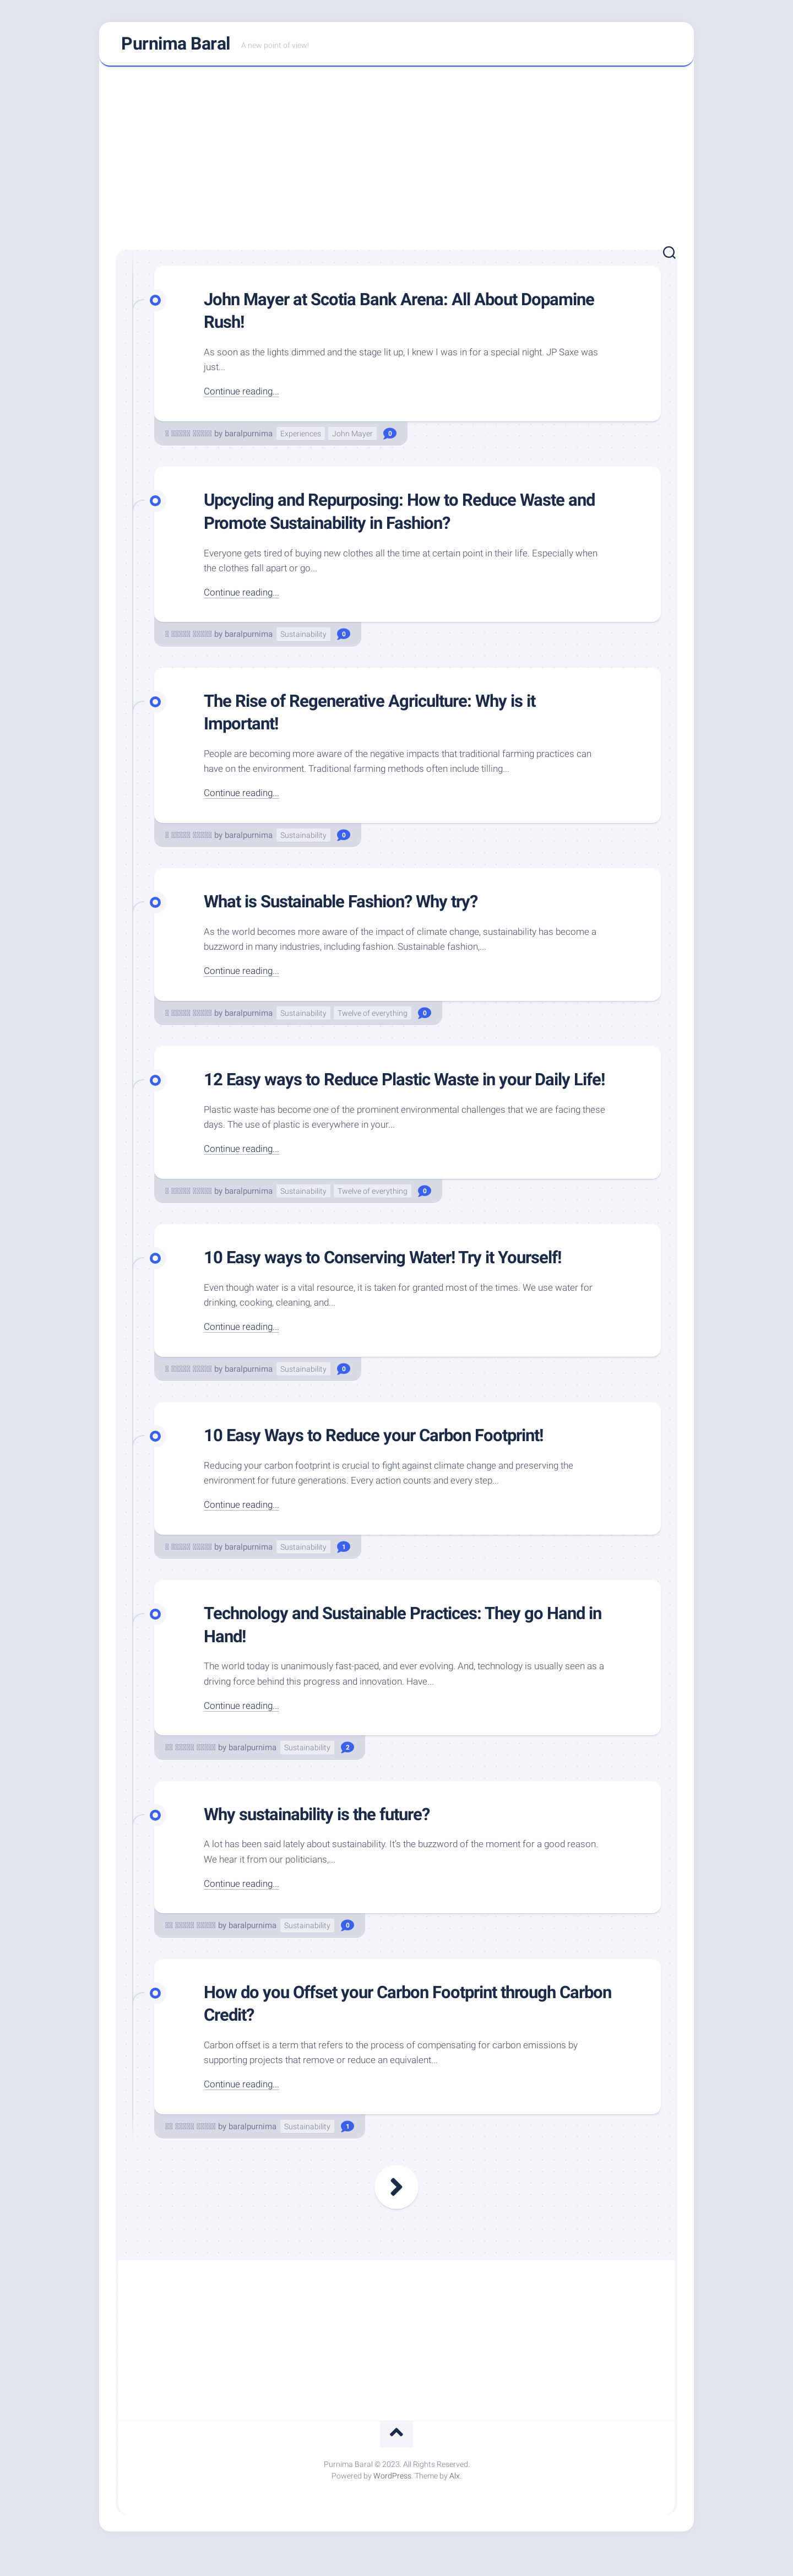 Purnima Baral
A new point of view!
John Mayer at Scotia Bank Arena: All About Dopamine
Rush!
As soon as the lights dimmed and the stage lit up, I knew I was in for a special night. JP Saxe was
just...
Continue reading...
by baralpurnima Experiences John Mayer 0
Upcycling and Repurposing: How to Reduce Waste and
Promote Sustainability in Fashion?
Everyone gets tired of buying new clothes all the time at certain point in their life. Especially when
the clothes fall apart or go...
Continue reading...
by baralpurnima Sustainability 0
The Rise of Regenerative Agriculture: Why is it
Important!
People are becoming more aware of the negative impacts that traditional farming practices can
have on the environment. Traditional farming methods often include tilling...
Continue reading...
by baralpurnima Sustainability 0
What is Sustainable Fashion? Why try?
As the world becomes more aware of the impact of climate change, sustainability has become a
buzzword in many industries, including fashion. Sustainable fashion,...
Continue reading...
by baralpurnima Sustainability Twelve of everything 0
12 Easy ways to Reduce Plastic Waste in your Daily Life!
Plastic waste has become one of the prominent environmental challenges that we are facing these
days. The use of plastic is everywhere in your...
Continue reading...
by baralpurnima Sustainability Twelve of everything 0
10 Easy ways to Conserving Water! Try it Yourself!
Even though water is a vital resource, it is taken for granted most of the times. We use water for
drinking, cooking, cleaning, and...
Continue reading...
by baralpurnima Sustainability 0
10 Easy Ways to Reduce your Carbon Footprint!
Reducing your carbon footprint is crucial to fight against climate change and preserving the
environment for future generations. Every action counts and every step...
Continue reading...
by baralpurnima Sustainability 1
Technology and Sustainable Practices: They go Hand in
Hand!
The world today is unanimously fast-paced, and ever evolving. And, technology is usually seen as a
driving force behind this progress and innovation. Have...
Continue reading...
by baralpurnima Sustainability 2
Why sustainability is the future?
A lot has been said lately about sustainability. It's the buzzword of the moment for a good reason.
We hear it from our politicians,...
Continue reading...
by baralpurnima Sustainability 0
How do you Offset your Carbon Footprint through Carbon
Credit?
Carbon offset is a term that refers to the process of compensating for carbon emissions by
supporting projects that remove or reduce an equivalent...
Continue reading...
by baralpurnima Sustainability 1
Purnima Baral © 2023. All Rights Reserved.
Powered by WordPress. Theme by Alx.